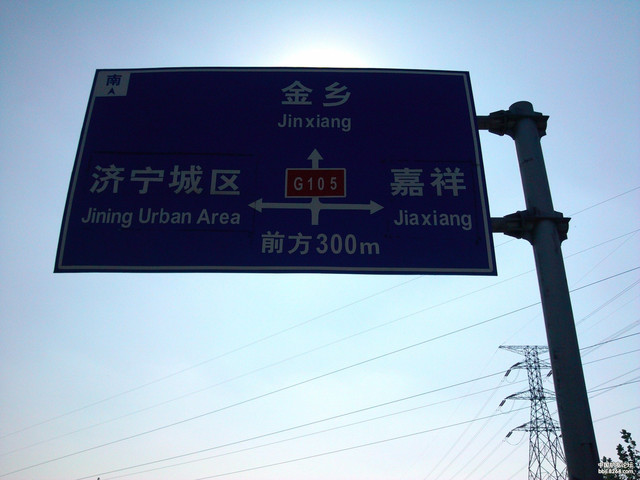 南
金乡
Jinxiang
济宁城区
Jining Urban Area
G105
嘉祥
Jiaxiang
前方300m